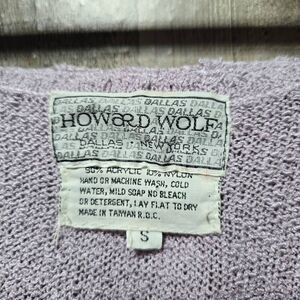 DALLAS DALLAS DALLAS DALLAS
HOWARD WOLF
DALLAS NEW YORK
90% ACRYLIC 10% NYLON
HAND OR MACHINE WASH, COLD
WATER, MILD SOAP NO BLEACH
OR DETERGENT, LAY FLAT TO DRY
MADE IN TAIWAN R.O.C.
S